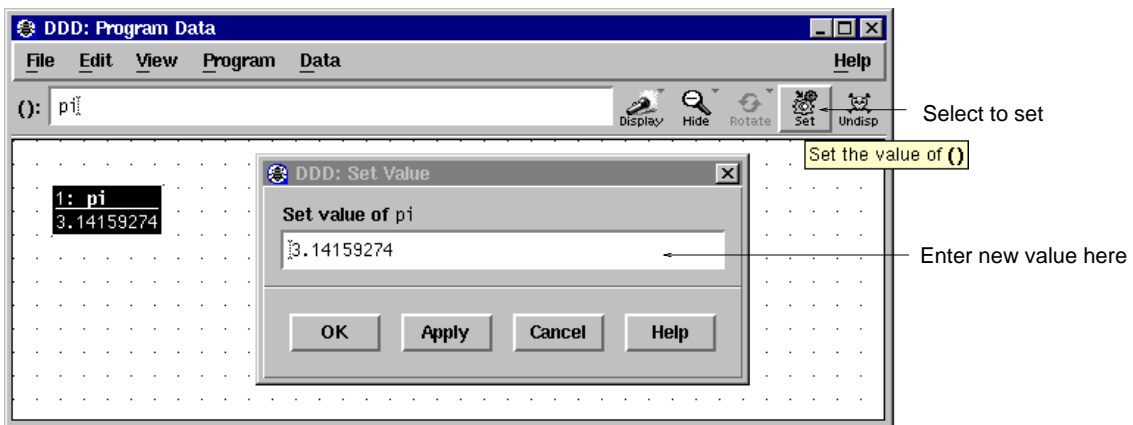 DDD: Program Data
File Edit View Program Data Help
(): pi
Display Hide Rotate Set Undisp
Select to set
Set the value of ()
1: pi
3.14159274
DDD: Set Value
Set value of pi
3.14159274
Enter new value here
OK Apply Cancel Help